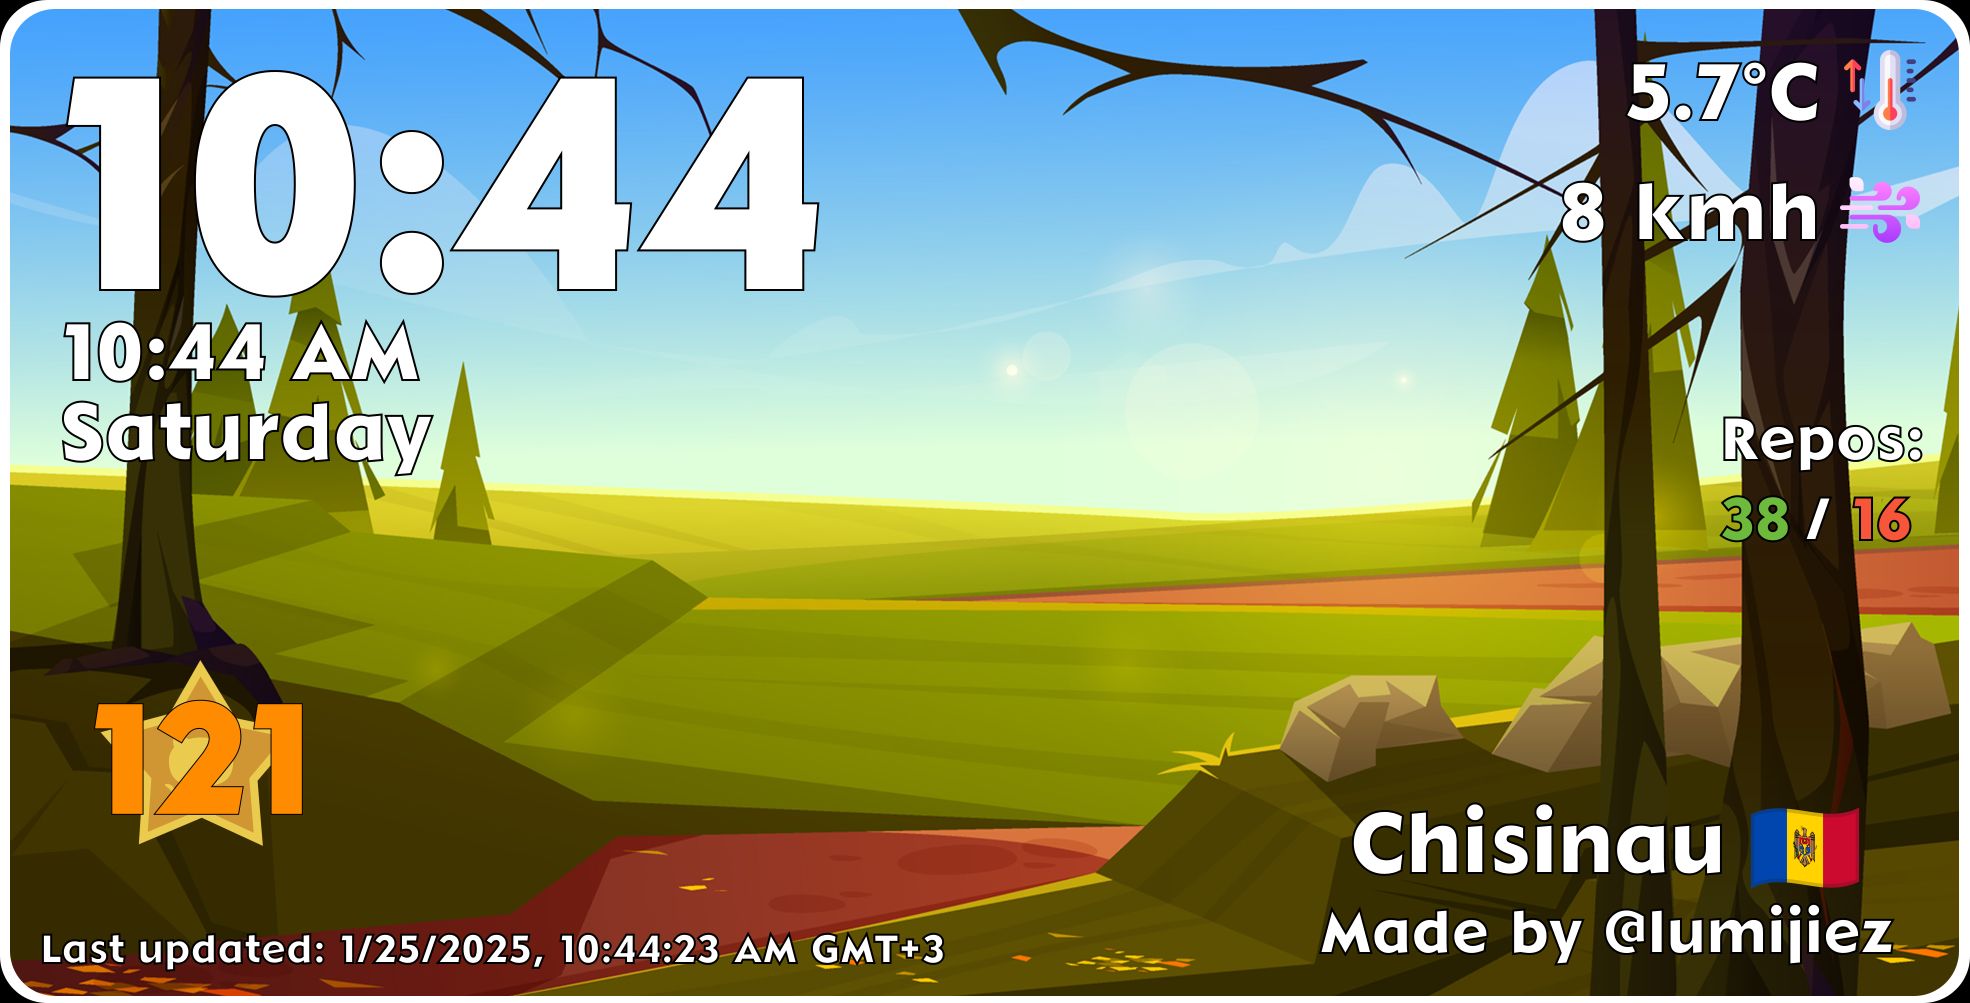 10:44
10:44 AM
Saturday
5.7°C
8 kmh
Repos:
38 / 16
121
Chisinau
Made by @lumijiez
Last updated: 1/25/2025, 10:44:23 AM GMT+3